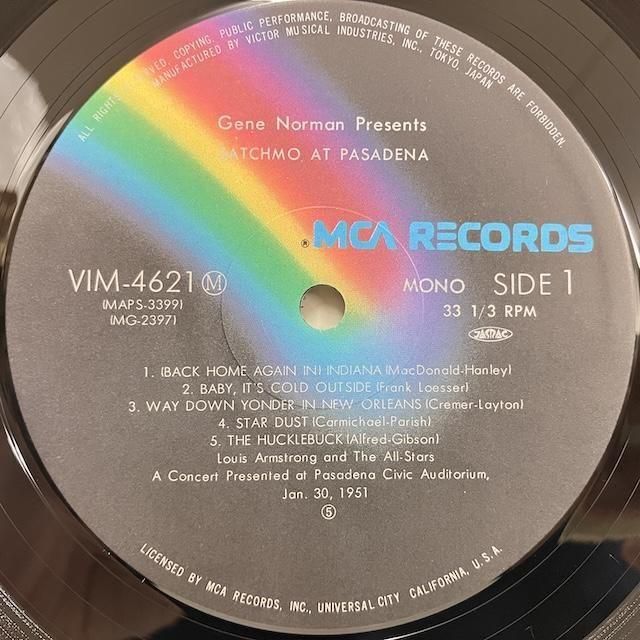 ALL RIGHTS RESERVED. COPYING, PUBLIC PERFORMANCE, BROADCASTING OF THESE RECORDS ARE FORBIDDEN.
MANUFACTURED BY VICTOR MUSICAL INDUSTRIES, INC., TOKYO, JAPAN
Gene Norman Presents
SATCHMO AT PASADENA
® MCA RECORDS
VIM-4621 Ⓜ
(MAPS-3399)
(MG-2397)
MONO SIDE 1
33 1/3 RPM
JASRAC
1. (BACK HOME AGAIN IN) INDIANA (MacDonald-Hanley)
2. BABY, IT'S COLD OUTSIDE (Frank Loesser)
3. WAY DOWN YONDER IN NEW ORLEANS (Cremer-Layton)
4. STAR DUST (Carmichael-Parish)
5. THE HUCKLEBUCK (Alfred-Gibson)
Louis Armstrong and The All-Stars
A Concert Presented at Pasadena Civic Auditorium,
Jan. 30, 1951
⑤
LICENSED BY MCA RECORDS, INC., UNIVERSAL CITY CALIFORNIA, U.S.A.